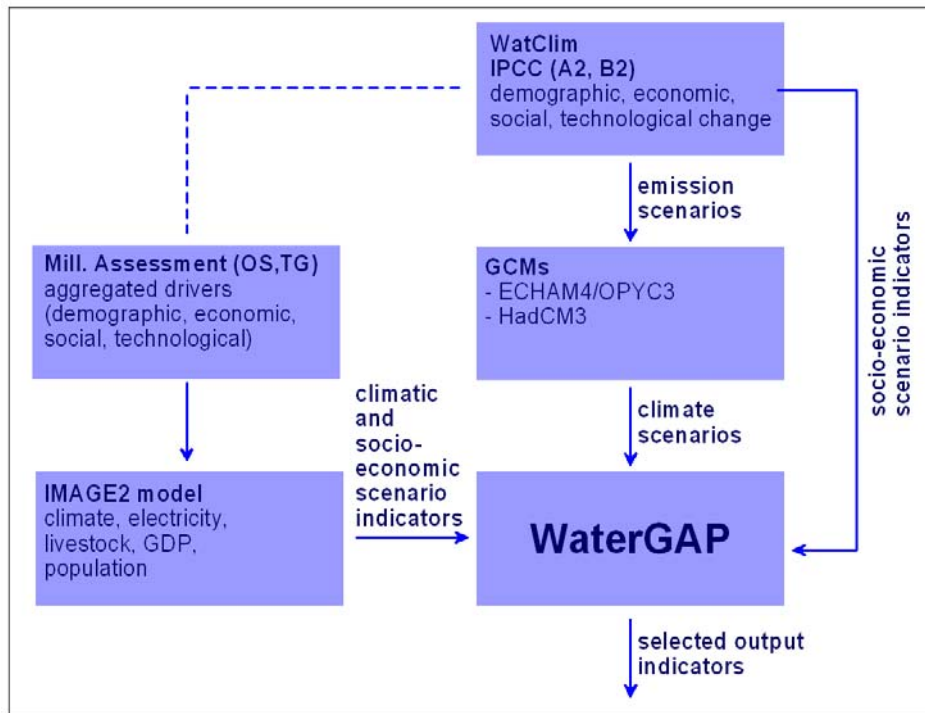 WatClim
IPCC (A2, B2)
demographic, economic,
social, technological change
emission
scenarios
Mill. Assessment (OS,TG)
aggregated drivers
(demographic, economic,
social, technological)
GCMs
- ECHAM4/OPYC3
- HadCM3
socio-economic
scenario indicators
climatic
and
socio-
economic
scenario
indicators
climate
scenarios
IMAGE2 model
climate, electricity,
livestock, GDP,
population
WaterGAP
selected output
indicators